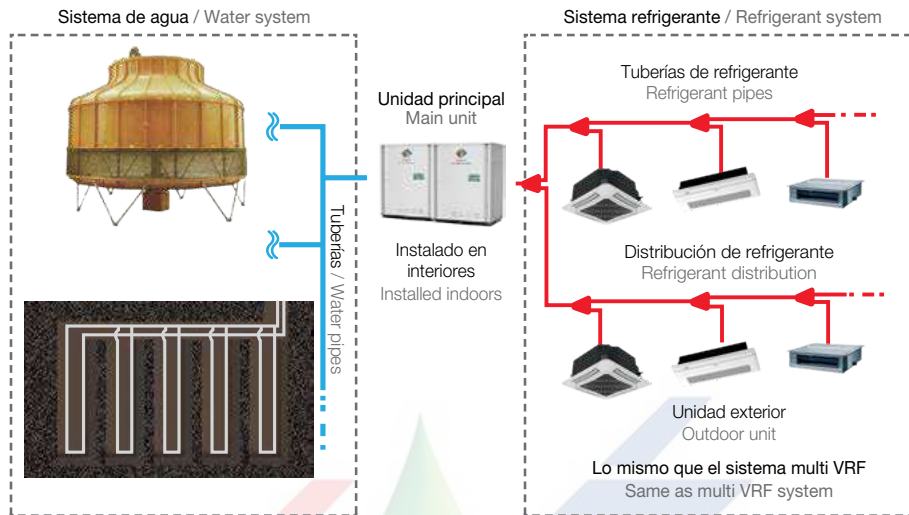 Sistema de agua / Water system
Sistema refrigerante / Refrigerant system
Tuberías / Water pipes
Unidad principal
Main unit
Instalado en
interiores
Installed indoors
Tuberías de refrigerante
Refrigerant pipes
Distribución de refrigerante
Refrigerant distribution
Unidad exterior
Outdoor unit
Lo mismo que el sistema multi VRF
Same as multi VRF system